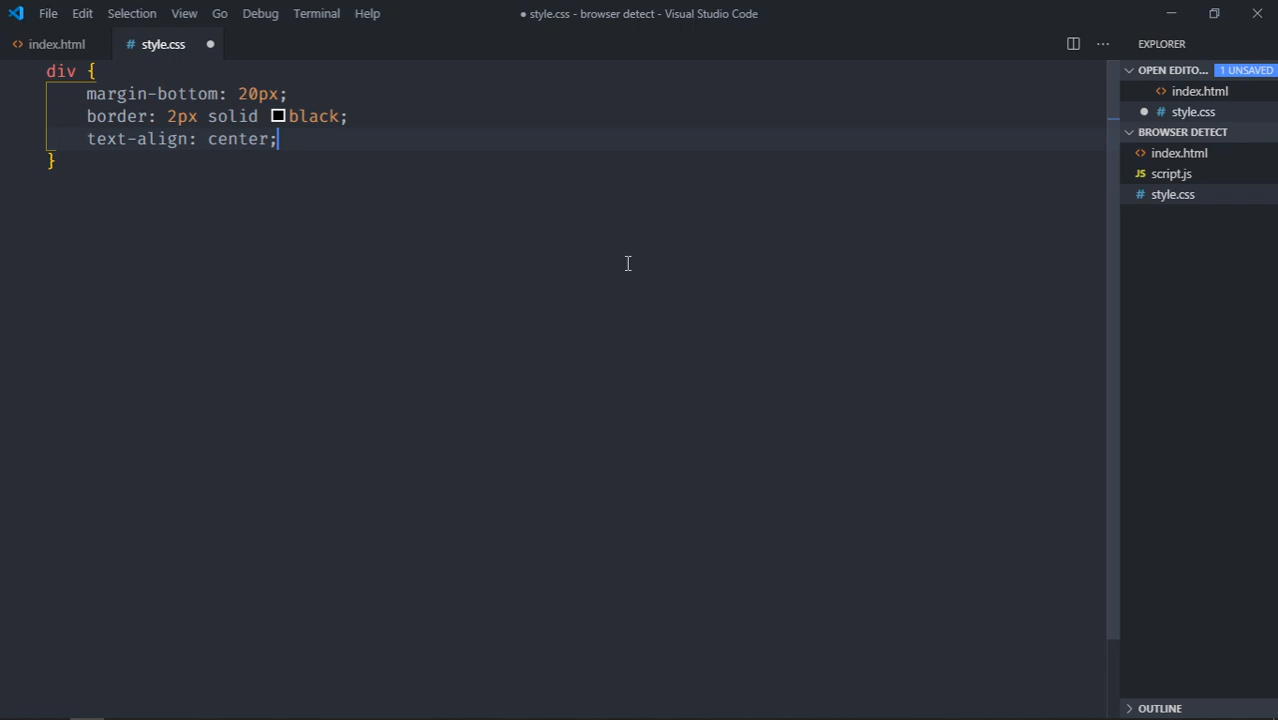 File Edit Selection View Go Debug Terminal Help
● style.css - browser detect - Visual Studio Code
<> index.html
# style.css ●
EXPLORER
div {
margin-bottom: 20px;
border: 2px solid black;
text-align: center;
}
OPEN EDITO... 1 UNSAVED
<> index.html
● # style.css
BROWSER DETECT
<> index.html
JS script.js
# style.css
OUTLINE